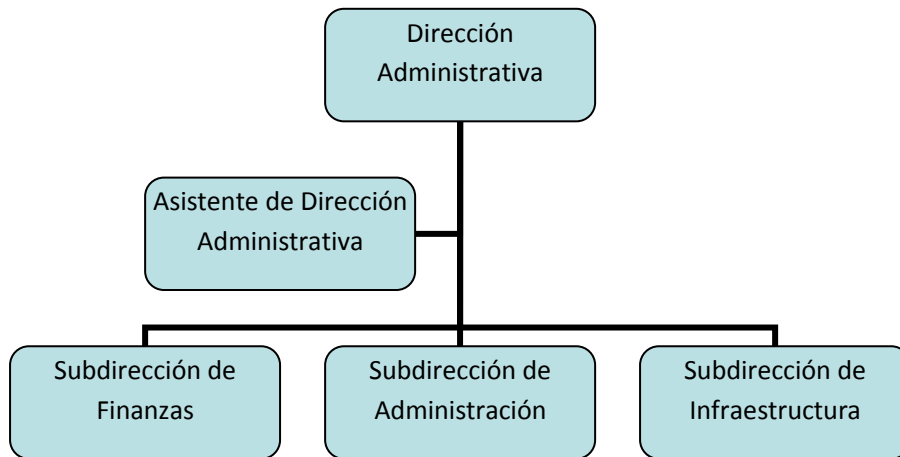 Dirección
Administrativa
Asistente de Dirección
Administrativa
Subdirección de
Finanzas
Subdirección de
Administración
Subdirección de
Infraestructura